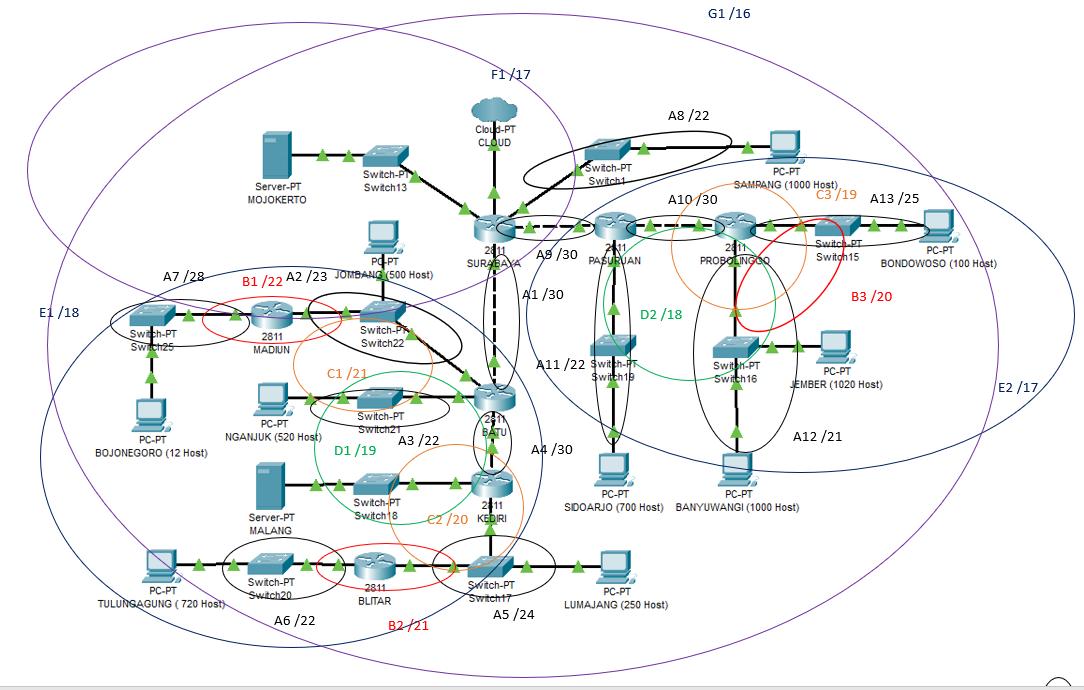 G1 /16
F1 /17
Cloud-PT
CLOUD
A8 /22
Switch-PT
Switch13
Server-PT
MOJOKERTO
Switch-PT
Switch1
PC-PT
SAMPANG (1000 Host)
C3 /19
A13 /25
A10 /30
2811
SURABAYA
A9 /30
2811
PASURUAN
2811
PROBOLINGGO
Switch-PT
Switch15
PC-PT
BONDOWOSO (100 Host)
PC-PT
JOMBANG (500 Host)
A7 /28
B1 /22
A2 /23
A1 /30
B3 /20
E1 /18
D2 /18
Switch-PT
Switch25
2811
MADIUN
Switch-PT
Switch22
A11 /22
Switch-PT
Switch19
Switch-PT
Switch16
PC-PT
JEMBER (1020 Host)
E2 /17
C1 /21
PC-PT
NGANJUK (520 Host)
Switch-PT
Switch21
2811
BATU
A3 /22
PC-PT
BOJONEGORO (12 Host)
D1 /19
A4 /30
A12 /21
Switch-PT
Switch18
Server-PT
MALANG
2811
KEDIRI
C2 /20
PC-PT
SIDOARJO (700 Host)
PC-PT
BANYUWANGI (1000 Host)
PC-PT
TULUNGAGUNG ( 720 Host)
Switch-PT
Switch20
2811
BLITAR
Switch-PT
Switch17
PC-PT
LUMAJANG (250 Host)
A6 /22
B2 /21
A5 /24